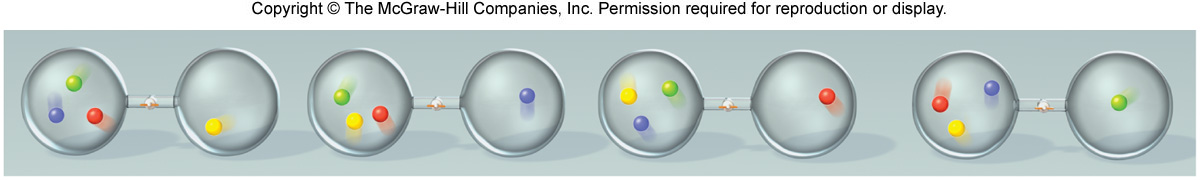 Copyright © The McGraw-Hill Companies, Inc. Permission required for reproduction or display.